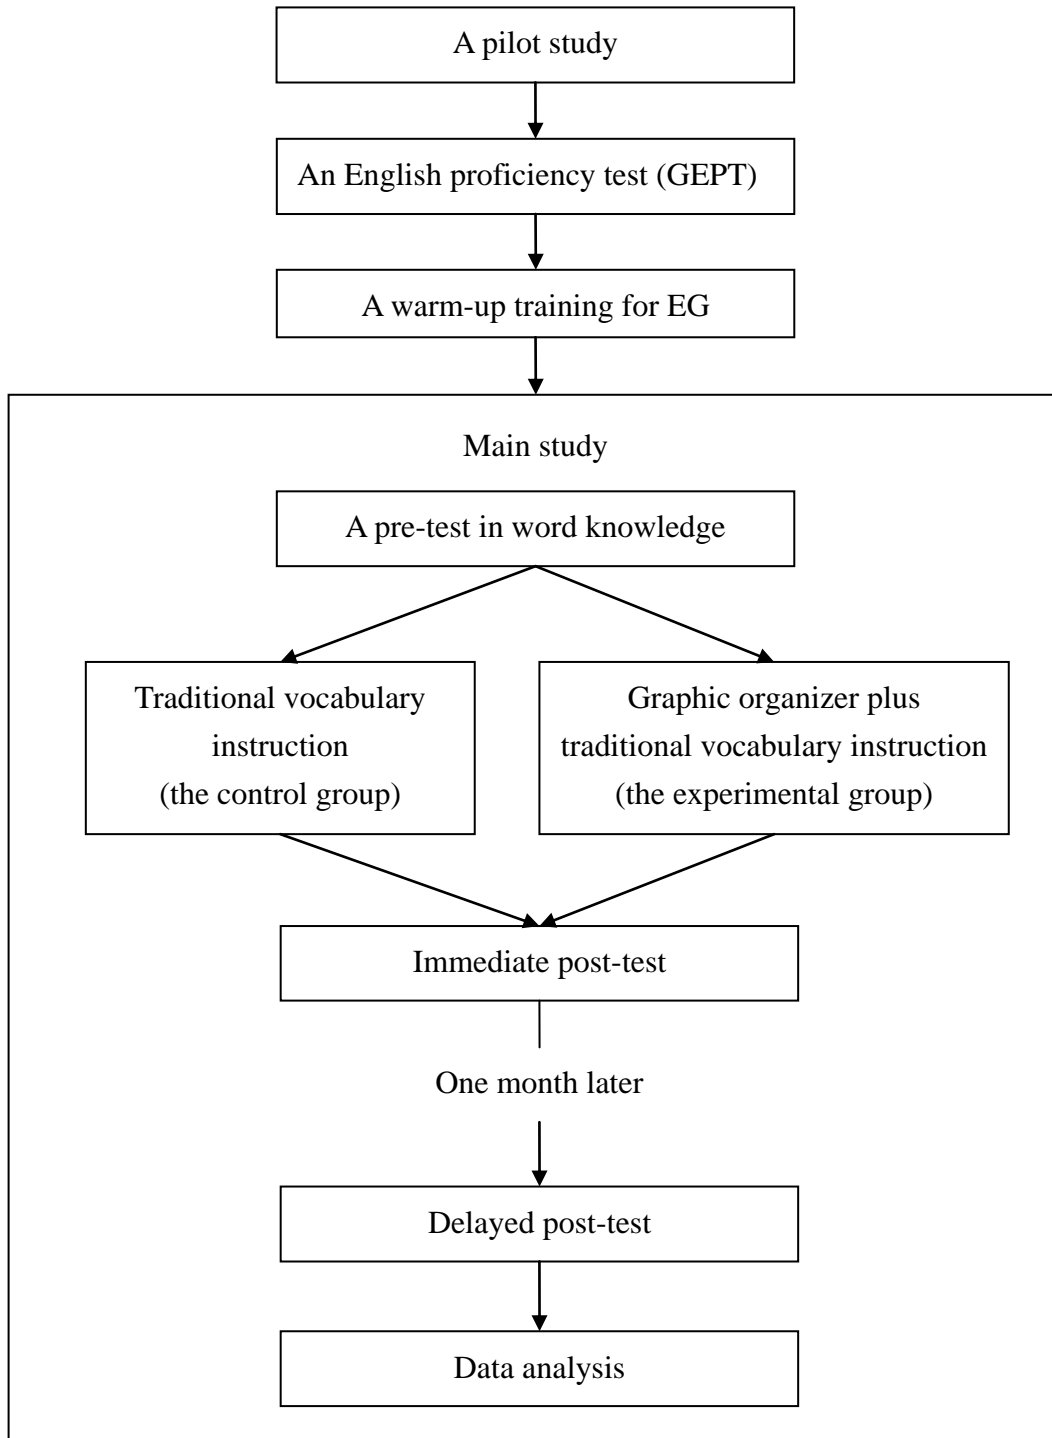 A pilot study
An English proficiency test (GEPT)
A warm-up training for EG
Main study
A pre-test in word knowledge
Traditional vocabulary
instruction
(the control group)
Graphic organizer plus
traditional vocabulary instruction
(the experimental group)
Immediate post-test
One month later
Delayed post-test
Data analysis